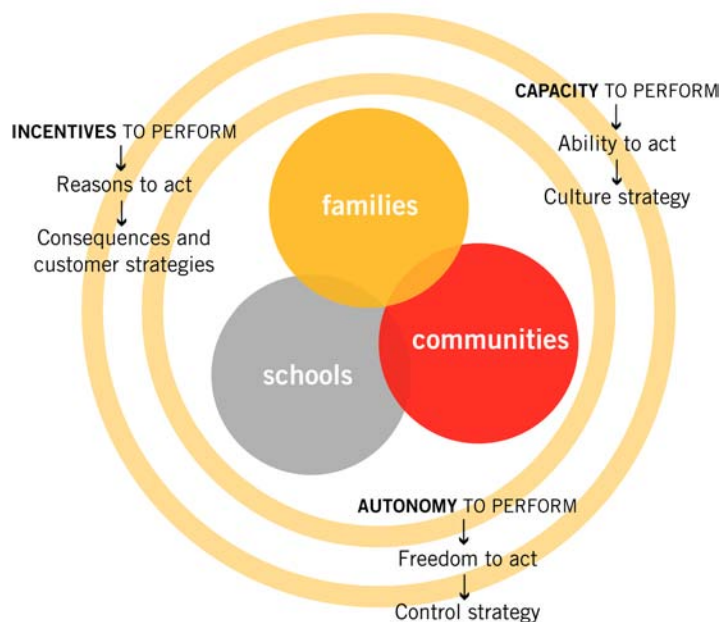 CAPACITY TO PERFORM
Ability to act
Culture strategy
INCENTIVES TO PERFORM
Reasons to act
Consequences and
customer strategies
families
communities
schools
AUTONOMY TO PERFORM
Freedom to act
Control strategy